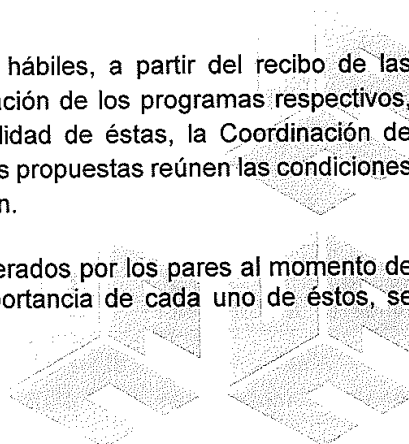 hábiles, a partir del recibo de las
ación de los programas respectivos,
lidad de éstas, la Coordinación de
s propuestas reúnen las condiciones
n.
erados por los pares al momento de
portancia de cada uno de éstos, se